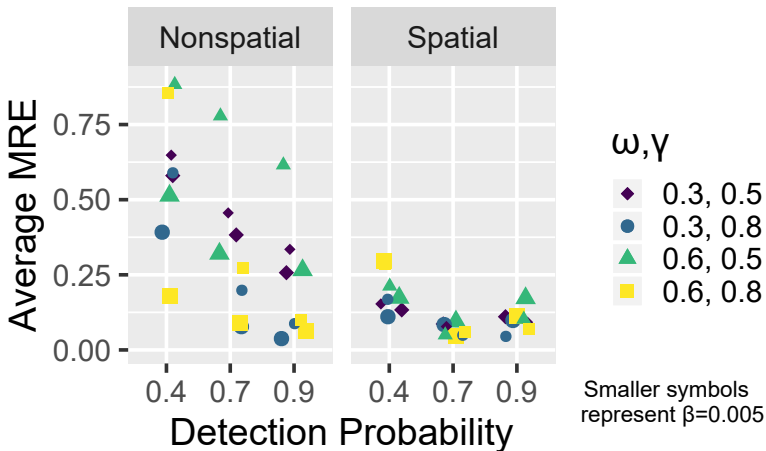 Nonspatial
Spatial
Average MRE
0.75
0.50
0.25
0.00
0.4
0.7
0.9
0.4
0.7
0.9
Detection Probability
ω,γ
0.3, 0.5
0.3, 0.8
0.6, 0.5
0.6, 0.8
Smaller symbols
represent β=0.005